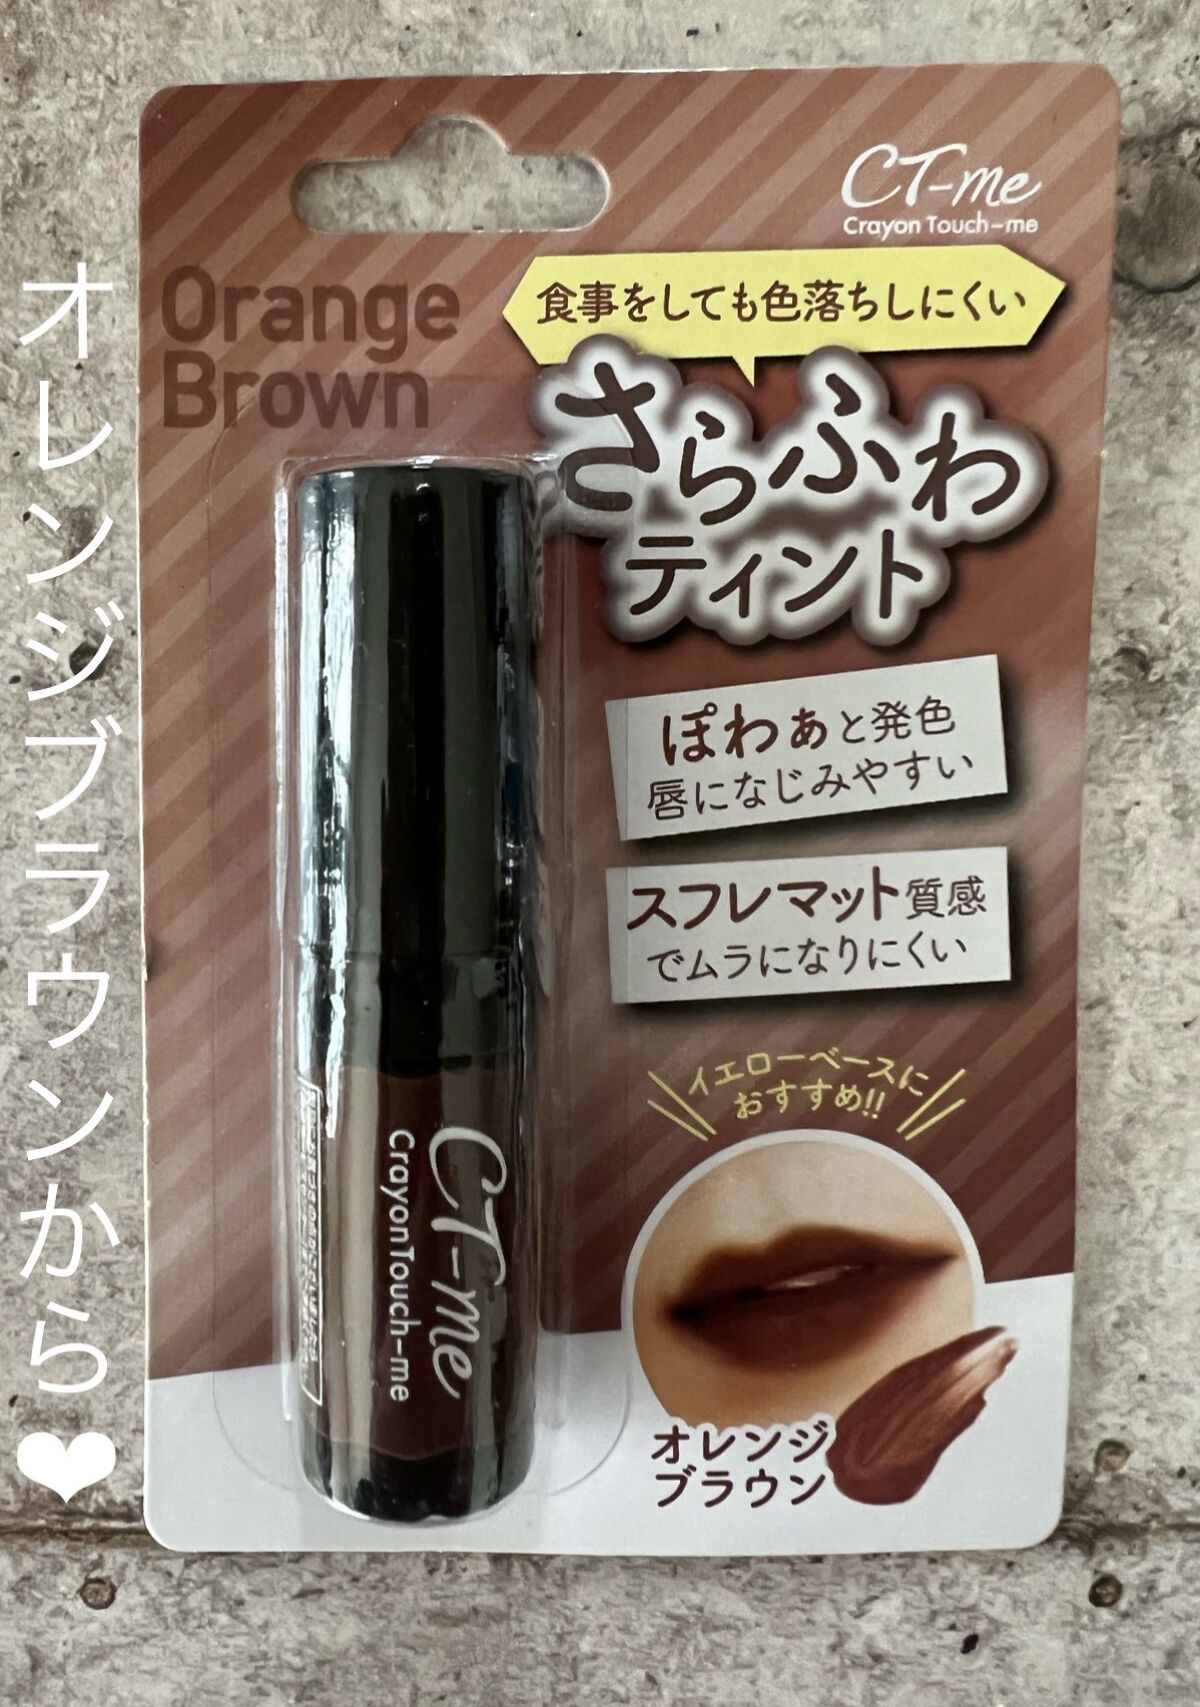 CT-me
Crayon Touch-me
Orange
Brown
食事をしても色落ちしにくい
さらふわ
ティント
ぽわぁと発色
唇になじみやすい
スフレマット質感
でムラになりにくい
イエローベースに
おすすめ!!
オレンジ
ブラウン
CT-me
Crayon Touch-me
オレンジブラウンから❤